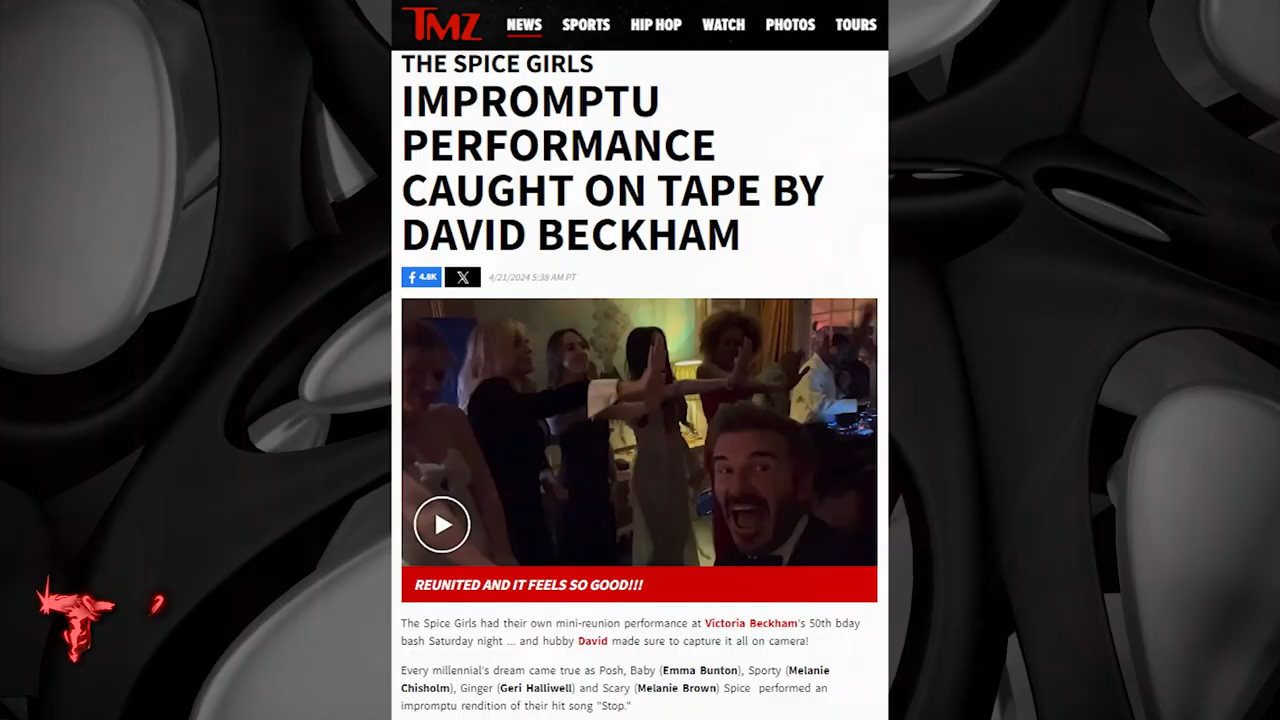 TMZ NEWS SPORTS HIP HOP WATCH PHOTOS TOURS
THE SPICE GIRLS
IMPROMPTU
PERFORMANCE
CAUGHT ON TAPE BY
DAVID BECKHAM
4.8K 4/21/2024 5:38 AM PT
REUNITED AND IT FEELS SO GOOD!!!
The Spice Girls had their own mini-reunion performance at Victoria Beckham's 50th bday
bash Saturday night ... and hubby David made sure to capture it all on camera!
Every millennial's dream came true as Posh, Baby (Emma Bunton), Sporty (Melanie
Chisholm), Ginger (Geri Halliwell) and Scary (Melanie Brown) Spice performed an
impromptu rendition of their hit song "Stop."